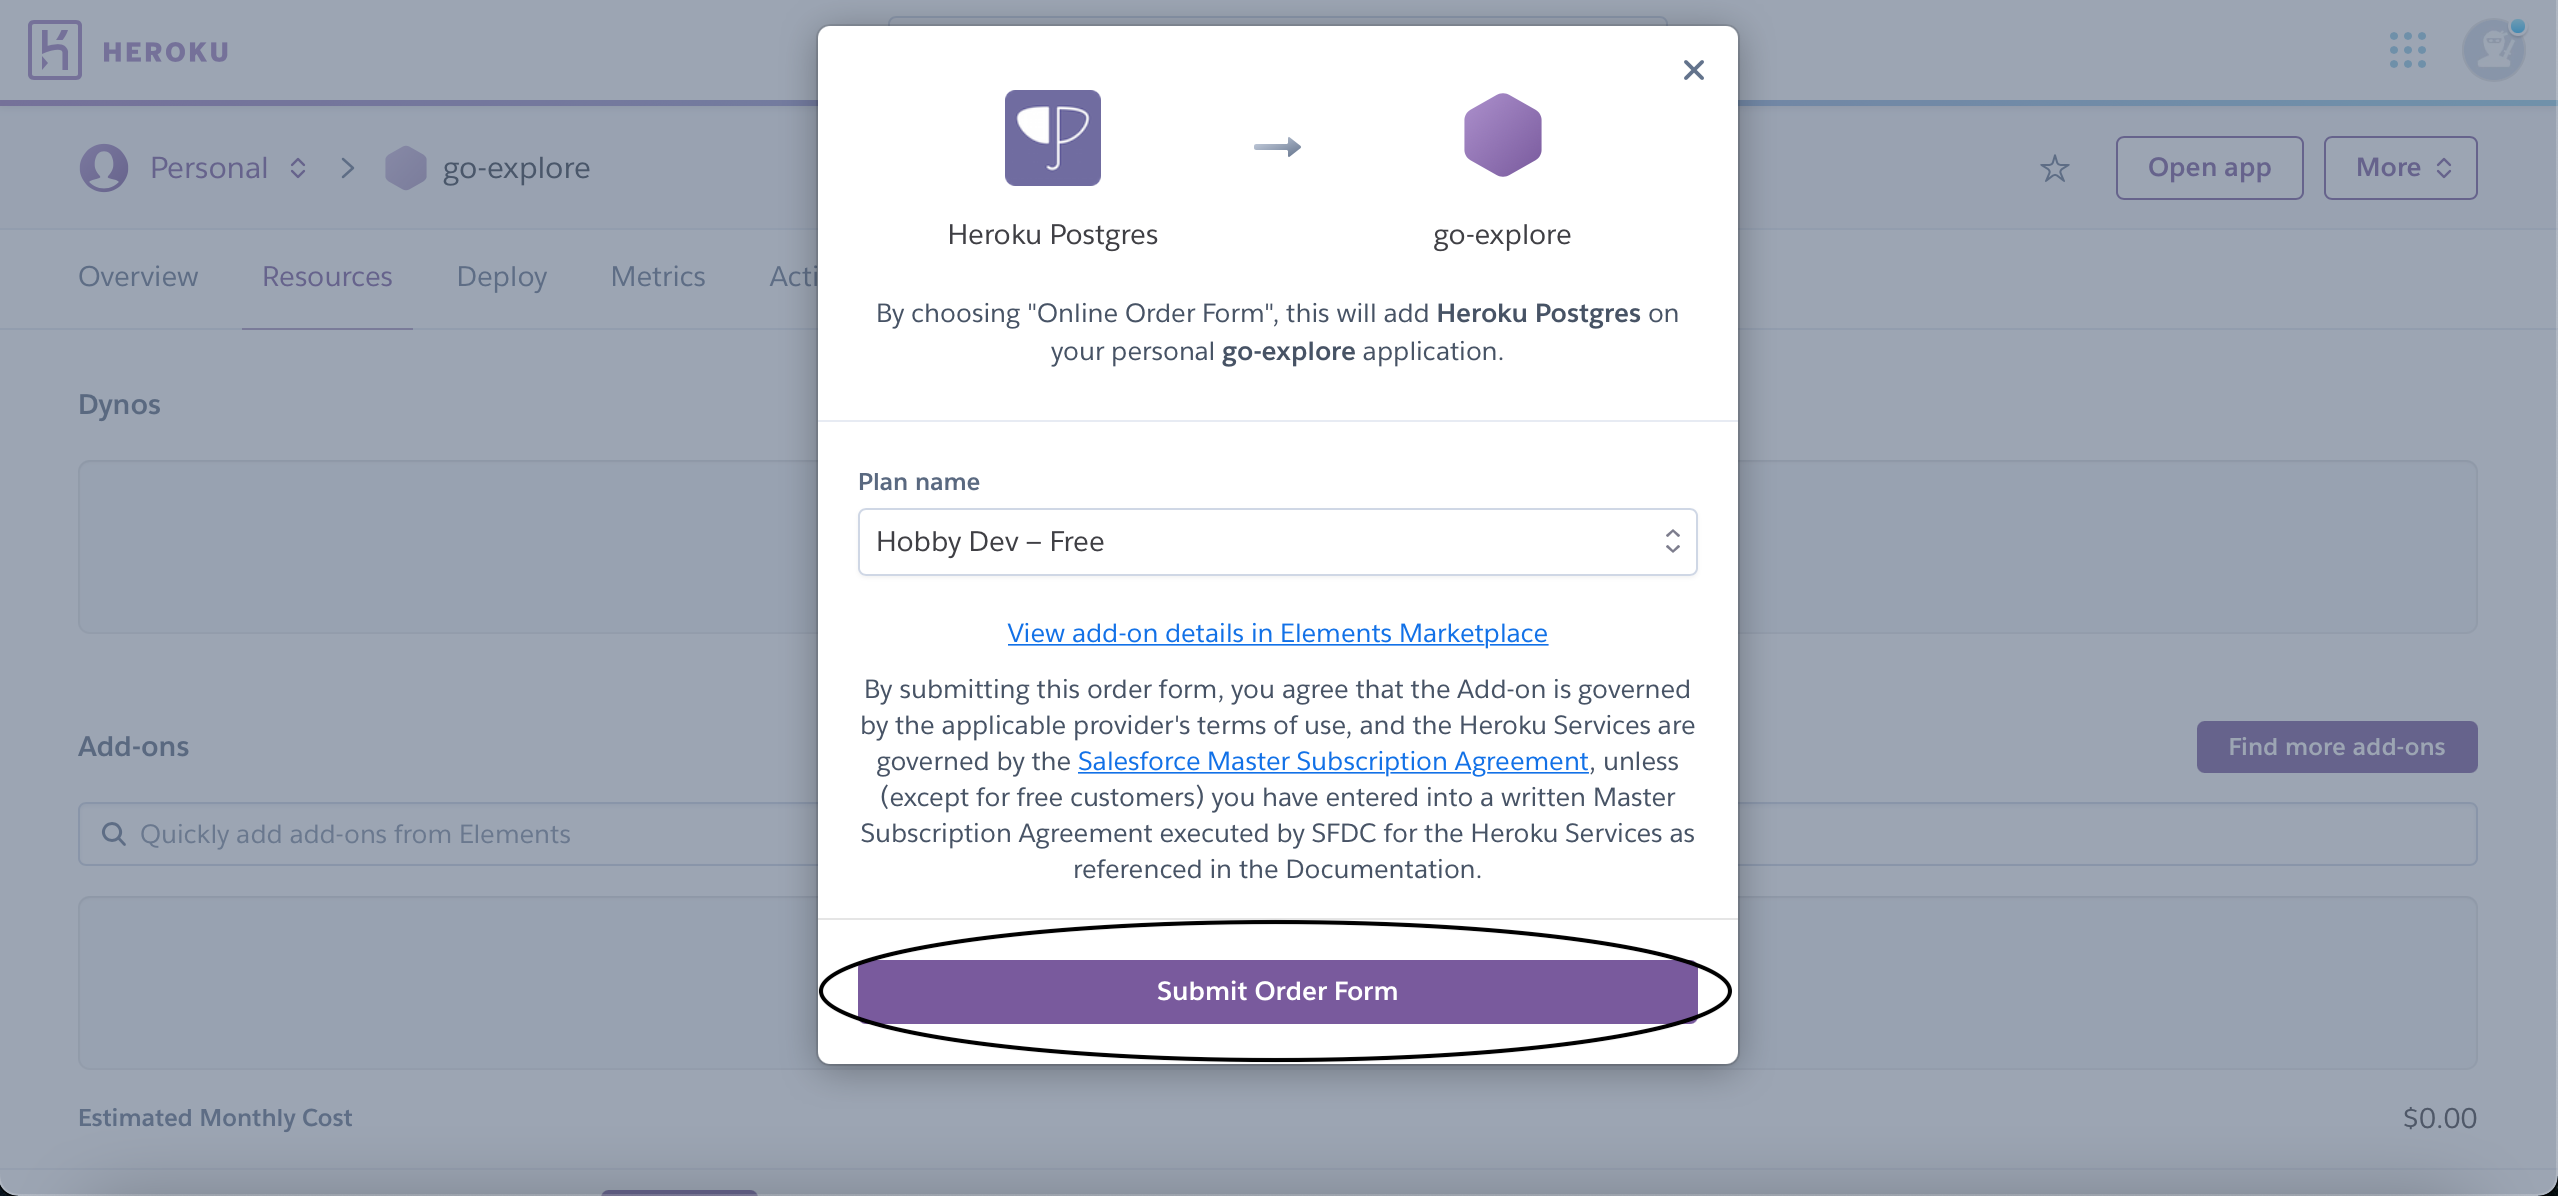 HEROKU
Personal
go-explore
Open app
More
Overview
Resources
Deploy
Metrics
Acti
Dynos
Add-ons
Find more add-ons
Quickly add add-ons from Elements
Estimated Monthly Cost
$0.00
Heroku Postgres
go-explore
By choosing "Online Order Form", this will add Heroku Postgres on
your personal go-explore application.
Plan name
Hobby Dev – Free
View add-on details in Elements Marketplace
By submitting this order form, you agree that the Add-on is governed
by the applicable provider's terms of use, and the Heroku Services are
governed by the Salesforce Master Subscription Agreement, unless
(except for free customers) you have entered into a written Master
Subscription Agreement executed by SFDC for the Heroku Services as
referenced in the Documentation.
Submit Order Form